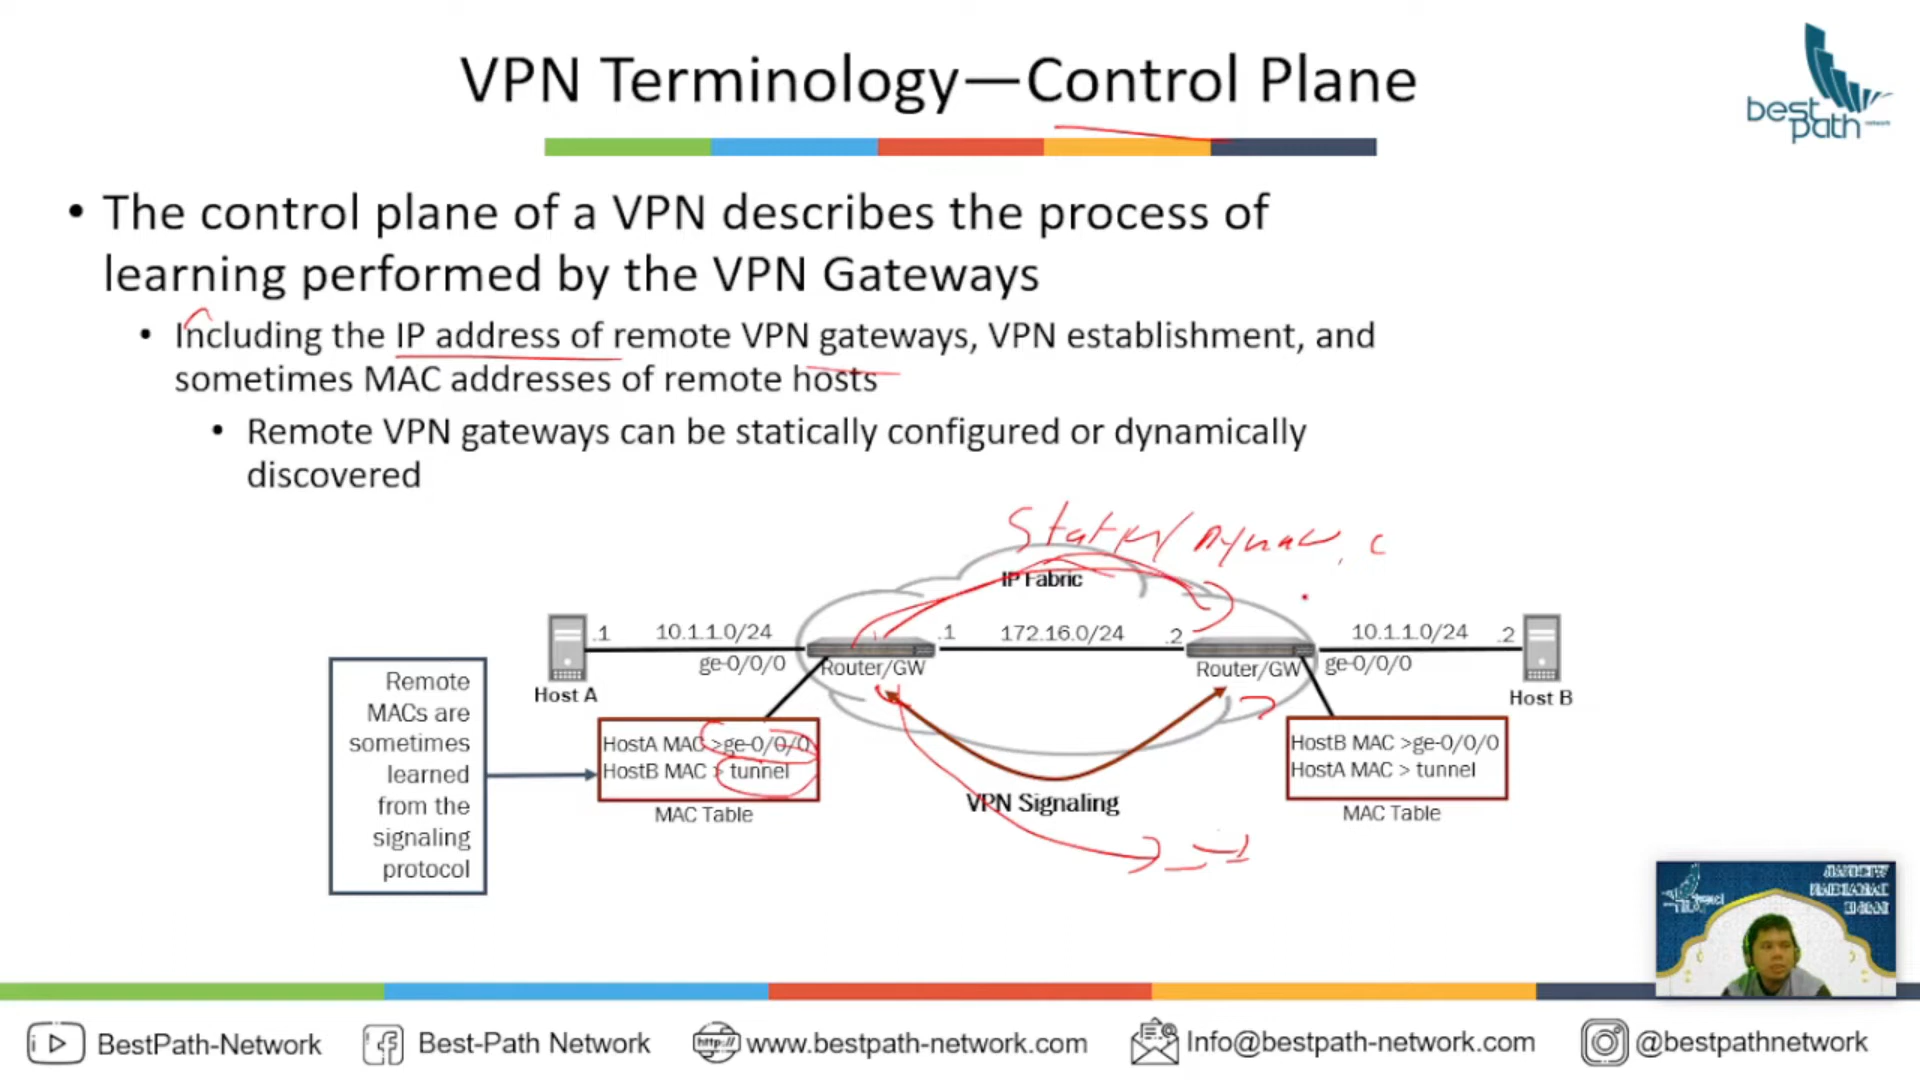 VPN Terminology—Control Plane
best
path
network
• The control plane of a VPN describes the process of
learning performed by the VPN Gateways
• Including the IP address of remote VPN gateways, VPN establishment, and
sometimes MAC addresses of remote hosts
• Remote VPN gateways can be statically configured or dynamically
discovered
IP Fabric
.1 10.1.1.0/24 .1 172.16.0/24 .2 10.1.1.0/24 .2
ge-0/0/0 Router/GW Router/GW ge-0/0/0
Host A Host B
Remote
MACs are
sometimes
learned
from the
signaling
protocol
HostA MAC >ge-0/0/0
HostB MAC > tunnel
MAC Table
VPN Signaling
HostB MAC >ge-0/0/0
HostA MAC > tunnel
MAC Table
BestPath-Network Best-Path Network http:// www.bestpath-network.com Info@bestpath-network.com @bestpathnetwork